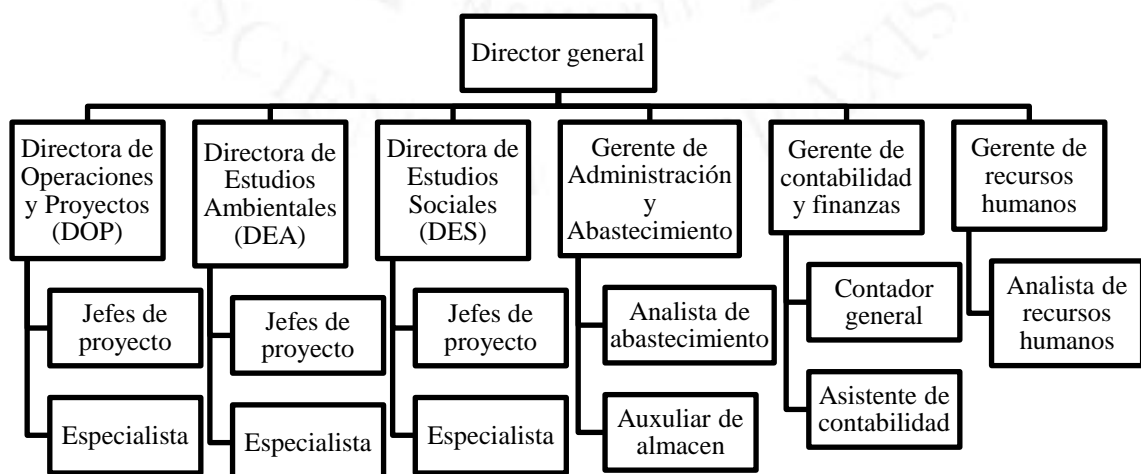 Director general
Directora de
Operaciones
y Proyectos
(DOP)
Jefes de
proyecto
Especialista
Directora de
Estudios
Ambientales
(DEA)
Jefes de
proyecto
Especialista
Directora de
Estudios
Sociales
(DES)
Jefes de
proyecto
Especialista
Gerente de
Administración
y
Abastecimiento
Analista de
abastecimiento
Auxuliar de
almacen
Gerente de
contabilidad
y finanzas
Contador
general
Asistente de
contabilidad
Gerente de
recursos
humanos
Analista de
recursos
humanos